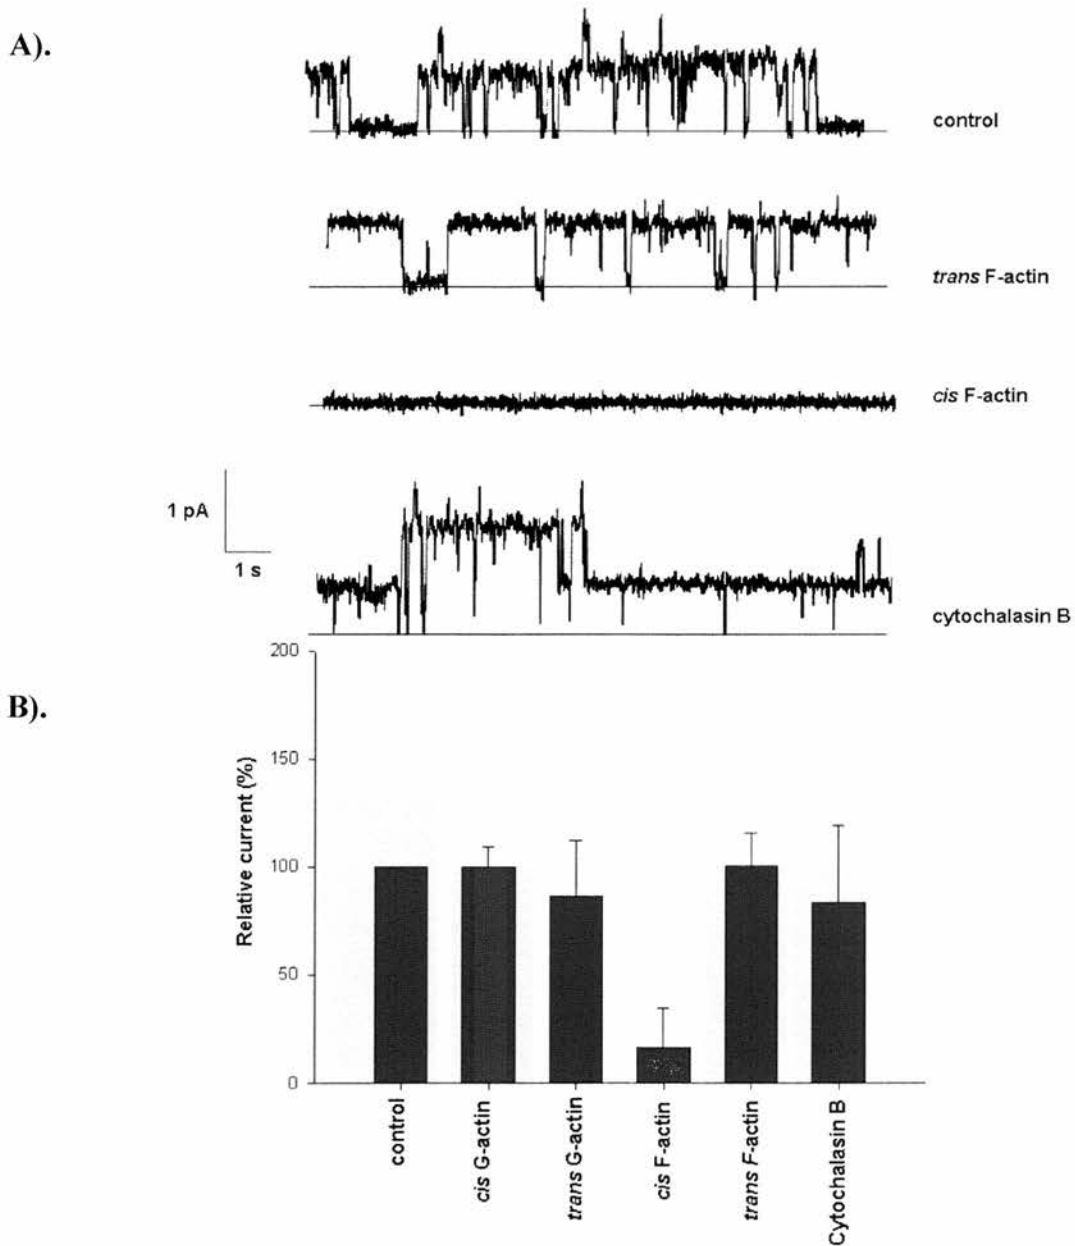 A).
control
trans F-actin
cis F-actin
1 pA
1 s
cytochalasin B
B).
200
150
100
50
0
Relative current (%)
control
cis G-actin
trans G-actin
cis F-actin
trans F-actin
Cytochalasin B